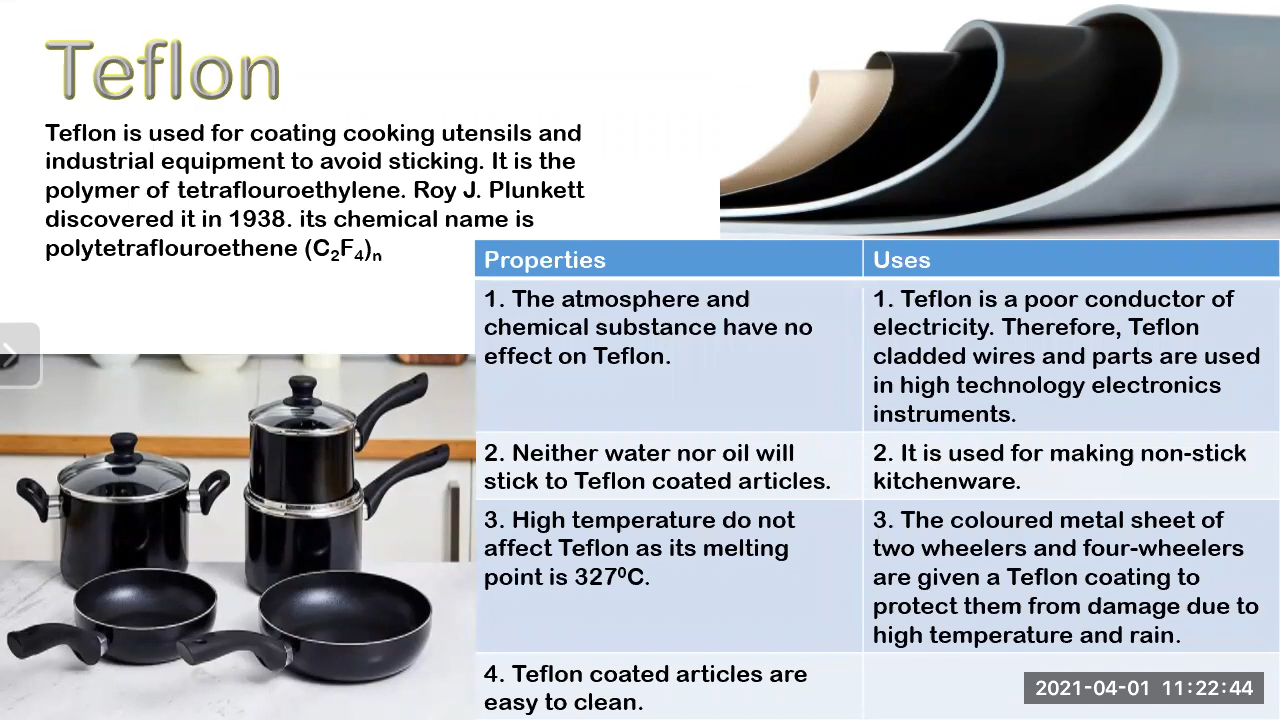 Teflon
Teflon is used for coating cooking utensils and
industrial equipment to avoid sticking. It is the
polymer of tetraflouroethylene. Roy J. Plunkett
discovered it in 1938. its chemical name is
polytetraflouroethene (C₂F₄)ₙ
Properties
Uses
1. The atmosphere and
chemical substance have no
effect on Teflon.
1. Teflon is a poor conductor of
electricity. Therefore, Teflon
cladded wires and parts are used
in high technology electronics
instruments.
2. Neither water nor oil will
stick to Teflon coated articles.
2. It is used for making non-stick
kitchenware.
3. High temperature do not
affect Teflon as its melting
point is 327⁰C.
3. The coloured metal sheet of
two wheelers and four-wheelers
are given a Teflon coating to
protect them from damage due to
high temperature and rain.
4. Teflon coated articles are
easy to clean.
2021-04-01 11:22:44